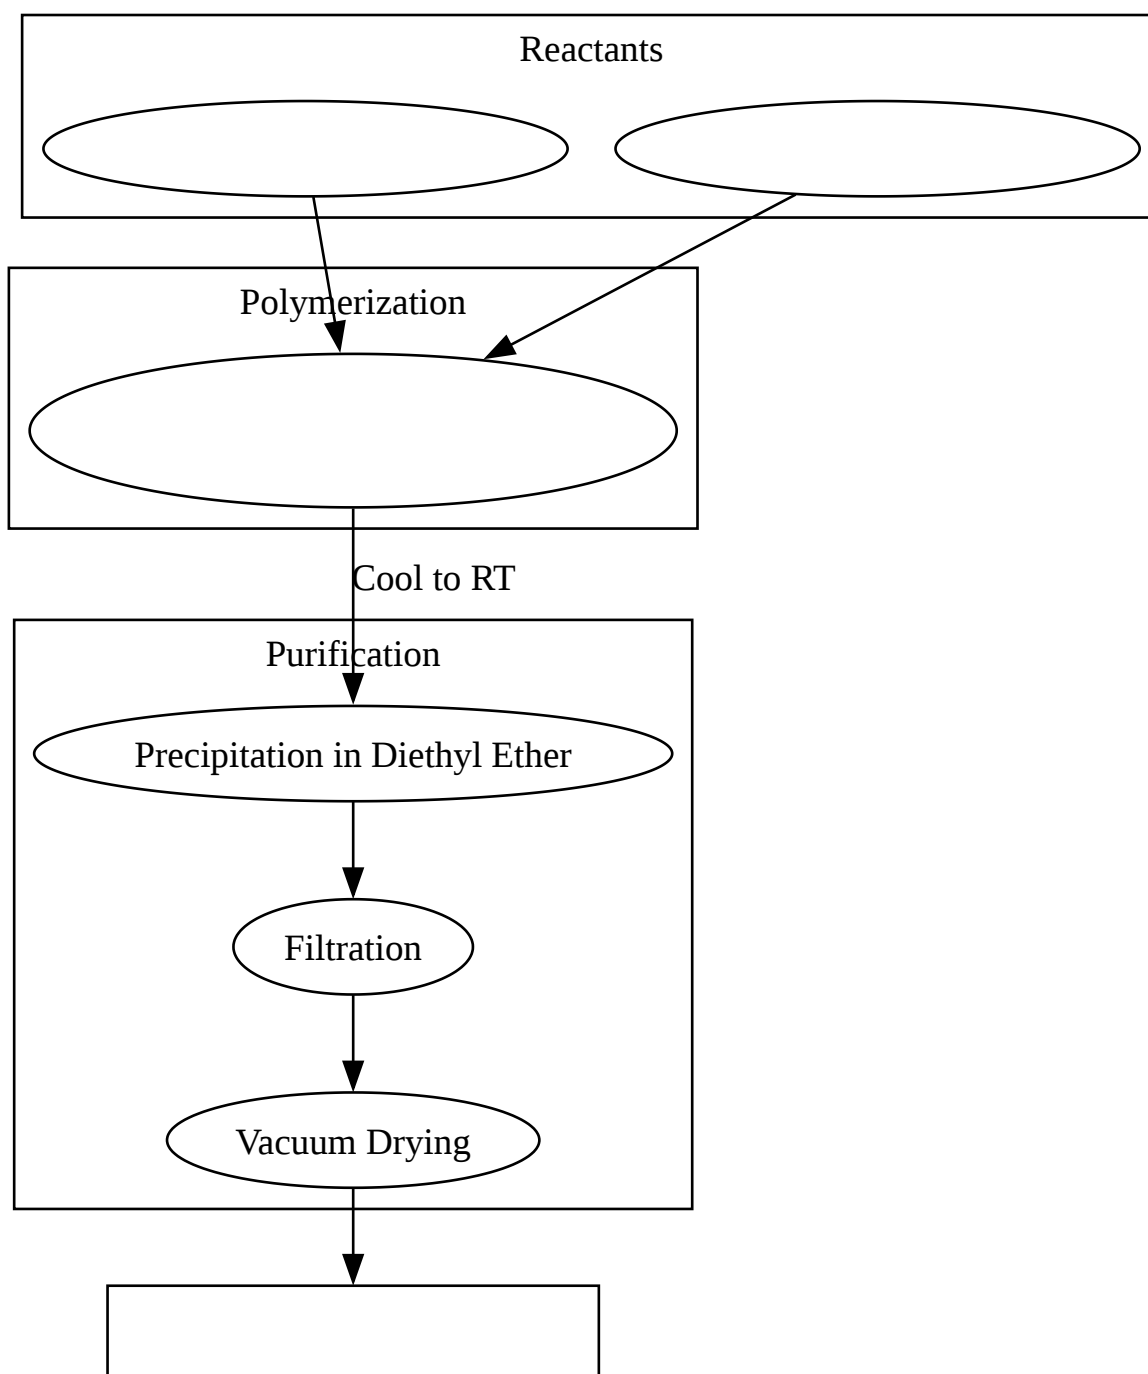 Reactants
Polymerization
Cool to RT
Purification
Precipitation in Diethyl Ether
Filtration
Vacuum Drying